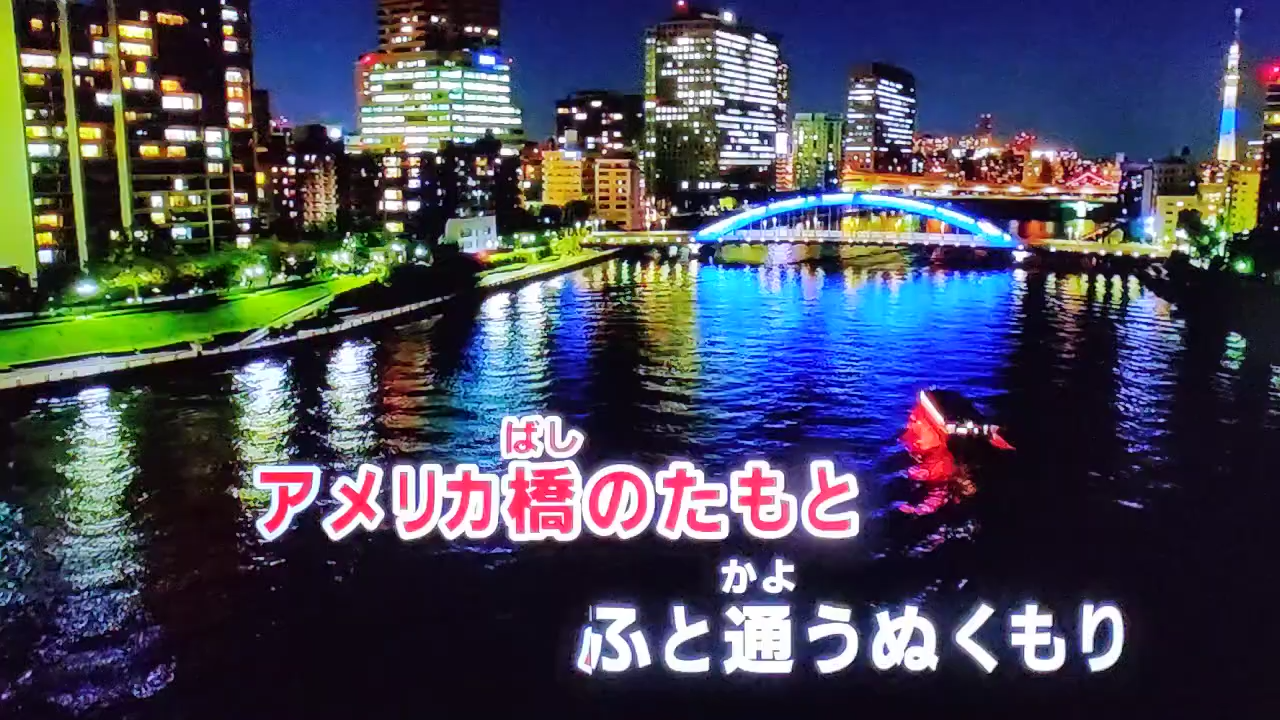 ばし
アメリカ橋のたもと
かよ
ふと通うぬくもり